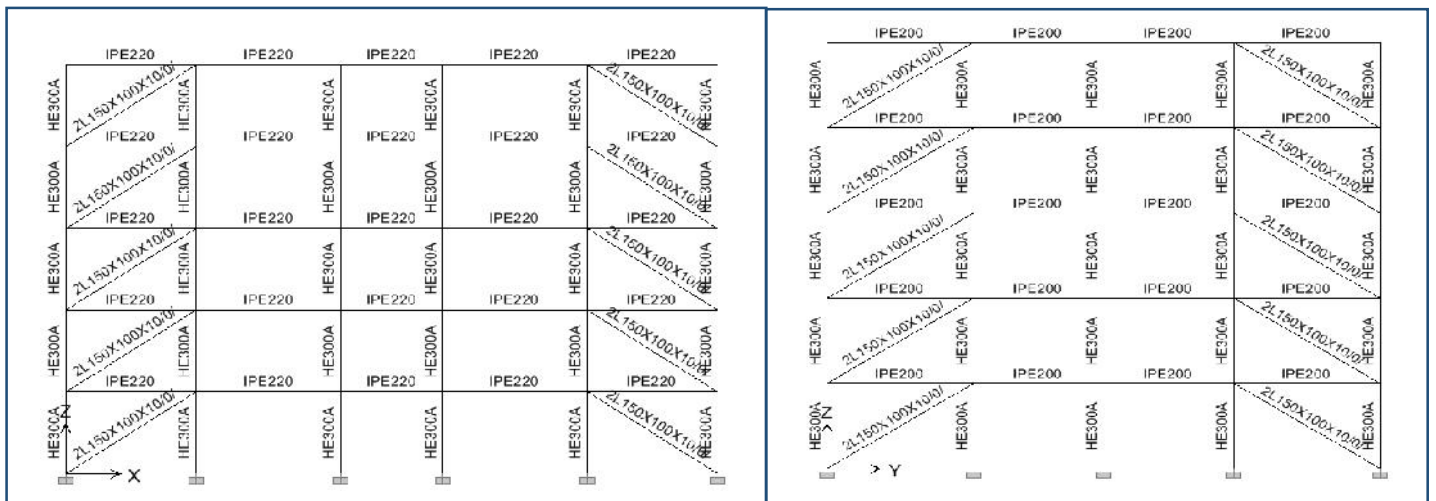 IPE220 IPE220 IPE220 IPE220 IPE220
HE300A 2L150X100X10/0/ HE300A HE300A HE300A HE300A 2L150X100X10/0/ HE300A
IPE220 IPE220 IPE220 IPE220 IPE220
HE300A 2L150X100X10/0/ HE300A HE300A HE300A HE300A 2L150X100X10/0/ HE300A
IPE220 IPE220 IPE220 IPE220 IPE220
HE300A 2L150X100X10/0/ HE300A HE300A HE300A HE300A 2L150X100X10/0/ HE300A
IPE220 IPE220 IPE220 IPE220 IPE220
HE300A 2L150X100X10/0/ HE300A HE300A HE300A HE300A 2L150X100X10/0/ HE300A
IPE220 IPE220 IPE220 IPE220 IPE220
HE300A Z 2L150X100X10/0/ HE300A HE300A HE300A HE300A 2L150X100X10/0/ HE300A
X
IPE200 IPE200 IPE200 IPE200
HE300A 2L150X100X10/0/ HE300A HE300A HE300A 2L150X100X10/0/ HE300A
IPE200 IPE200 IPE200 IPE200
HE300A 2L150X100X10/0/ HE300A HE300A HE300A 2L150X100X10/0/ HE300A
IPE200 IPE200 IPE200 IPE200
HE300A 2L150X100X10/0/ HE300A HE300A HE300A 2L150X100X10/0/ HE300A
IPE200 IPE200 IPE200 IPE200
HE300A 2L150X100X10/0/ HE300A HE300A HE300A 2L150X100X10/0/ HE300A
IPE200 IPE200 IPE200 IPE200
HE300A Z 2L150X100X10/0/ HE300A HE300A HE300A 2L150X100X10/0/ HE300A
Y